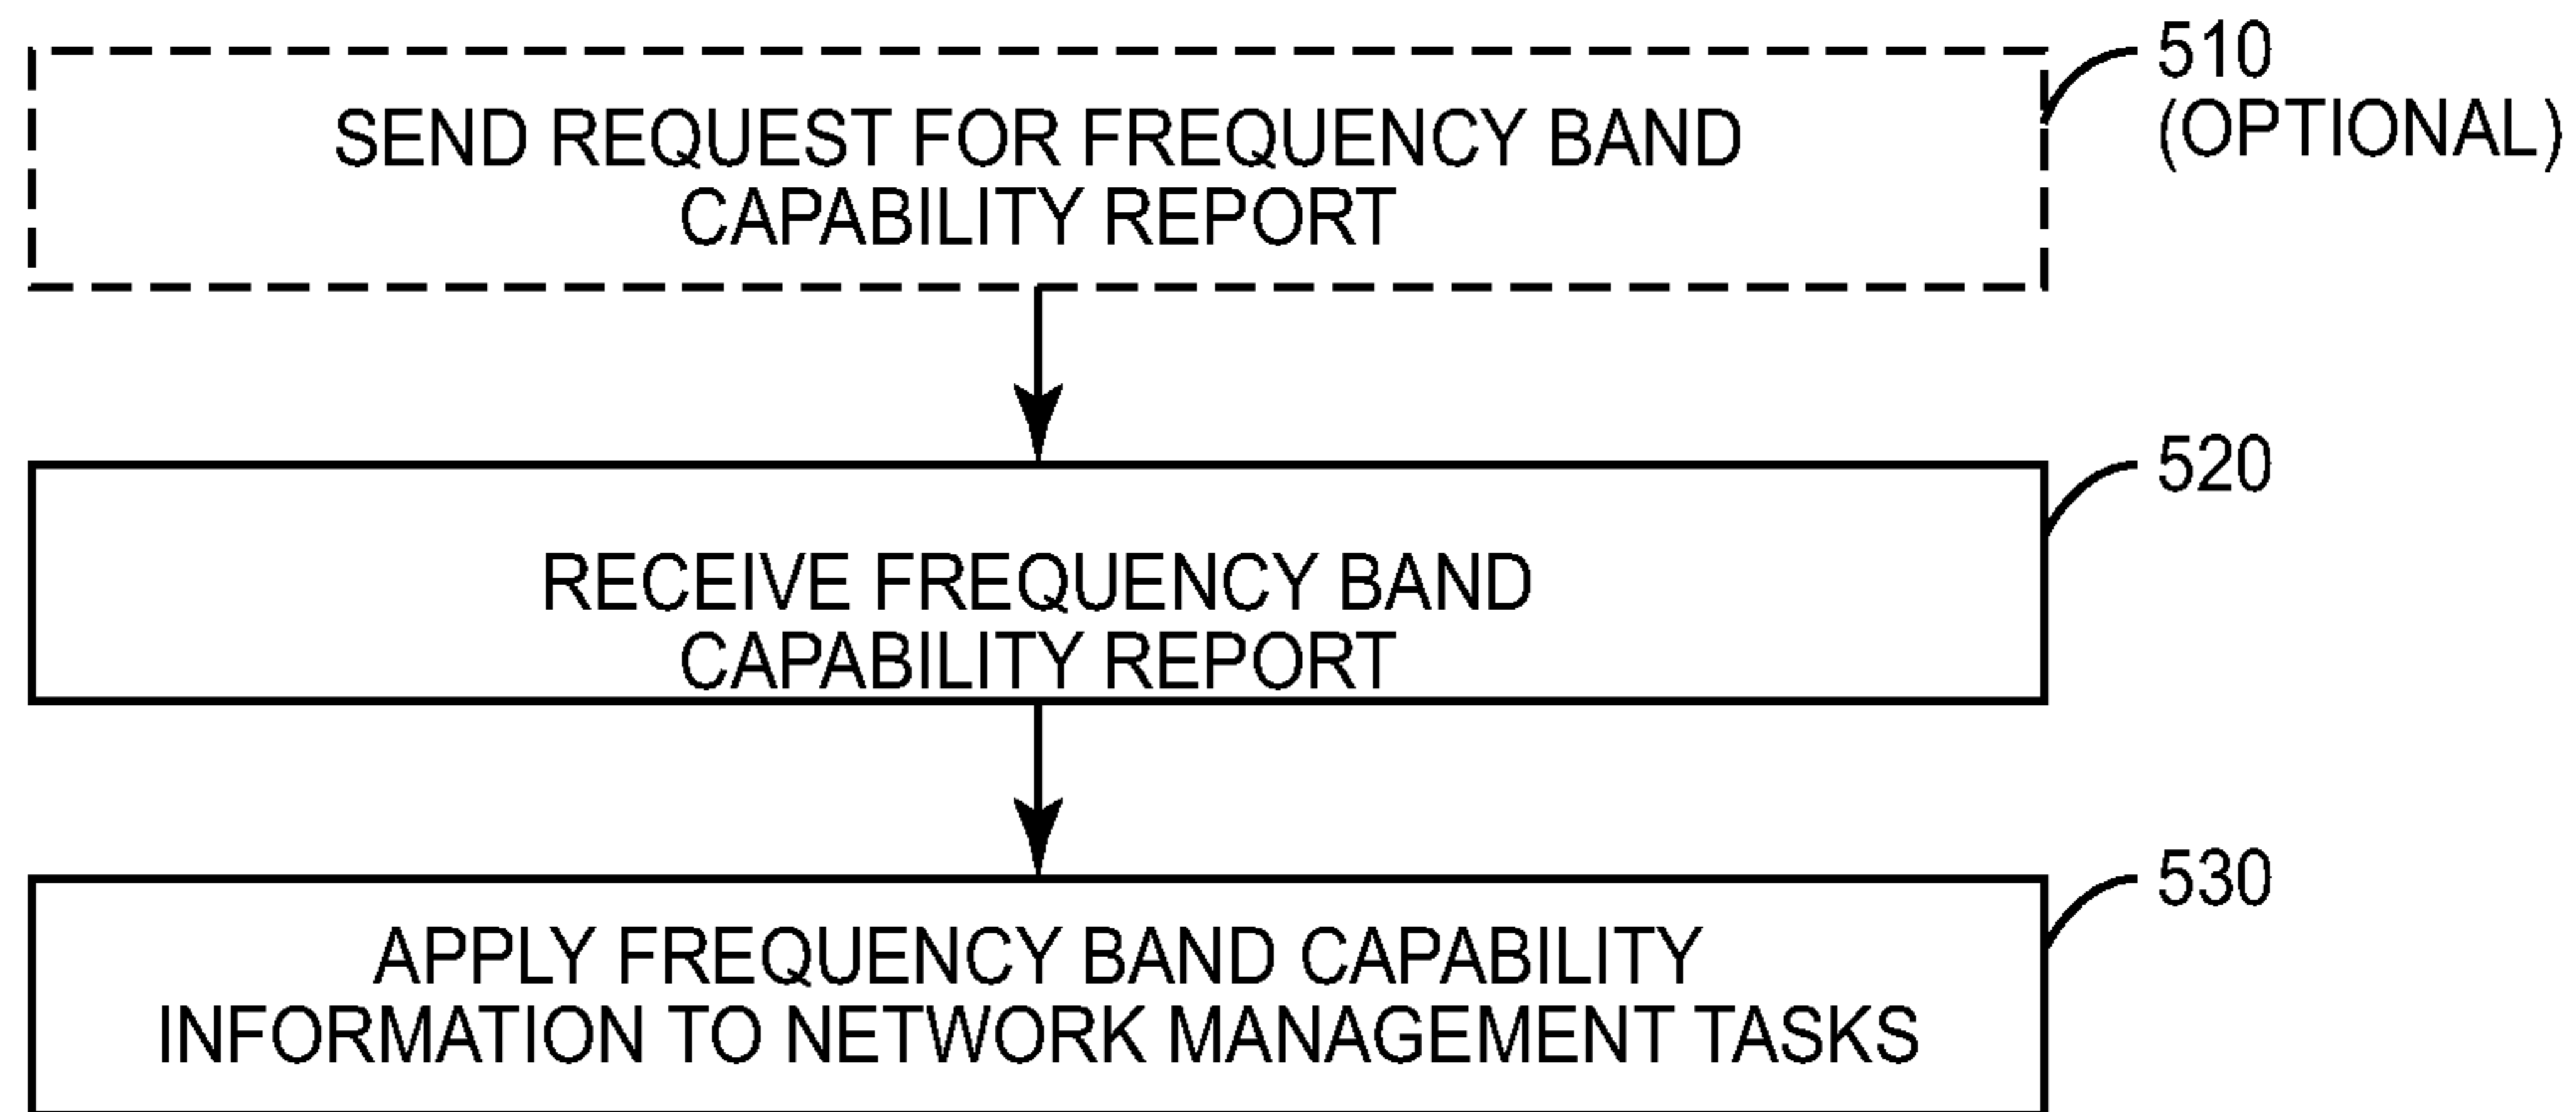 SEND REQUEST FOR FREQUENCY BAND
CAPABILITY REPORT
510
(OPTIONAL)
RECEIVE FREQUENCY BAND
CAPABILITY REPORT
520
APPLY FREQUENCY BAND CAPABILITY
INFORMATION TO NETWORK MANAGEMENT TASKS
530